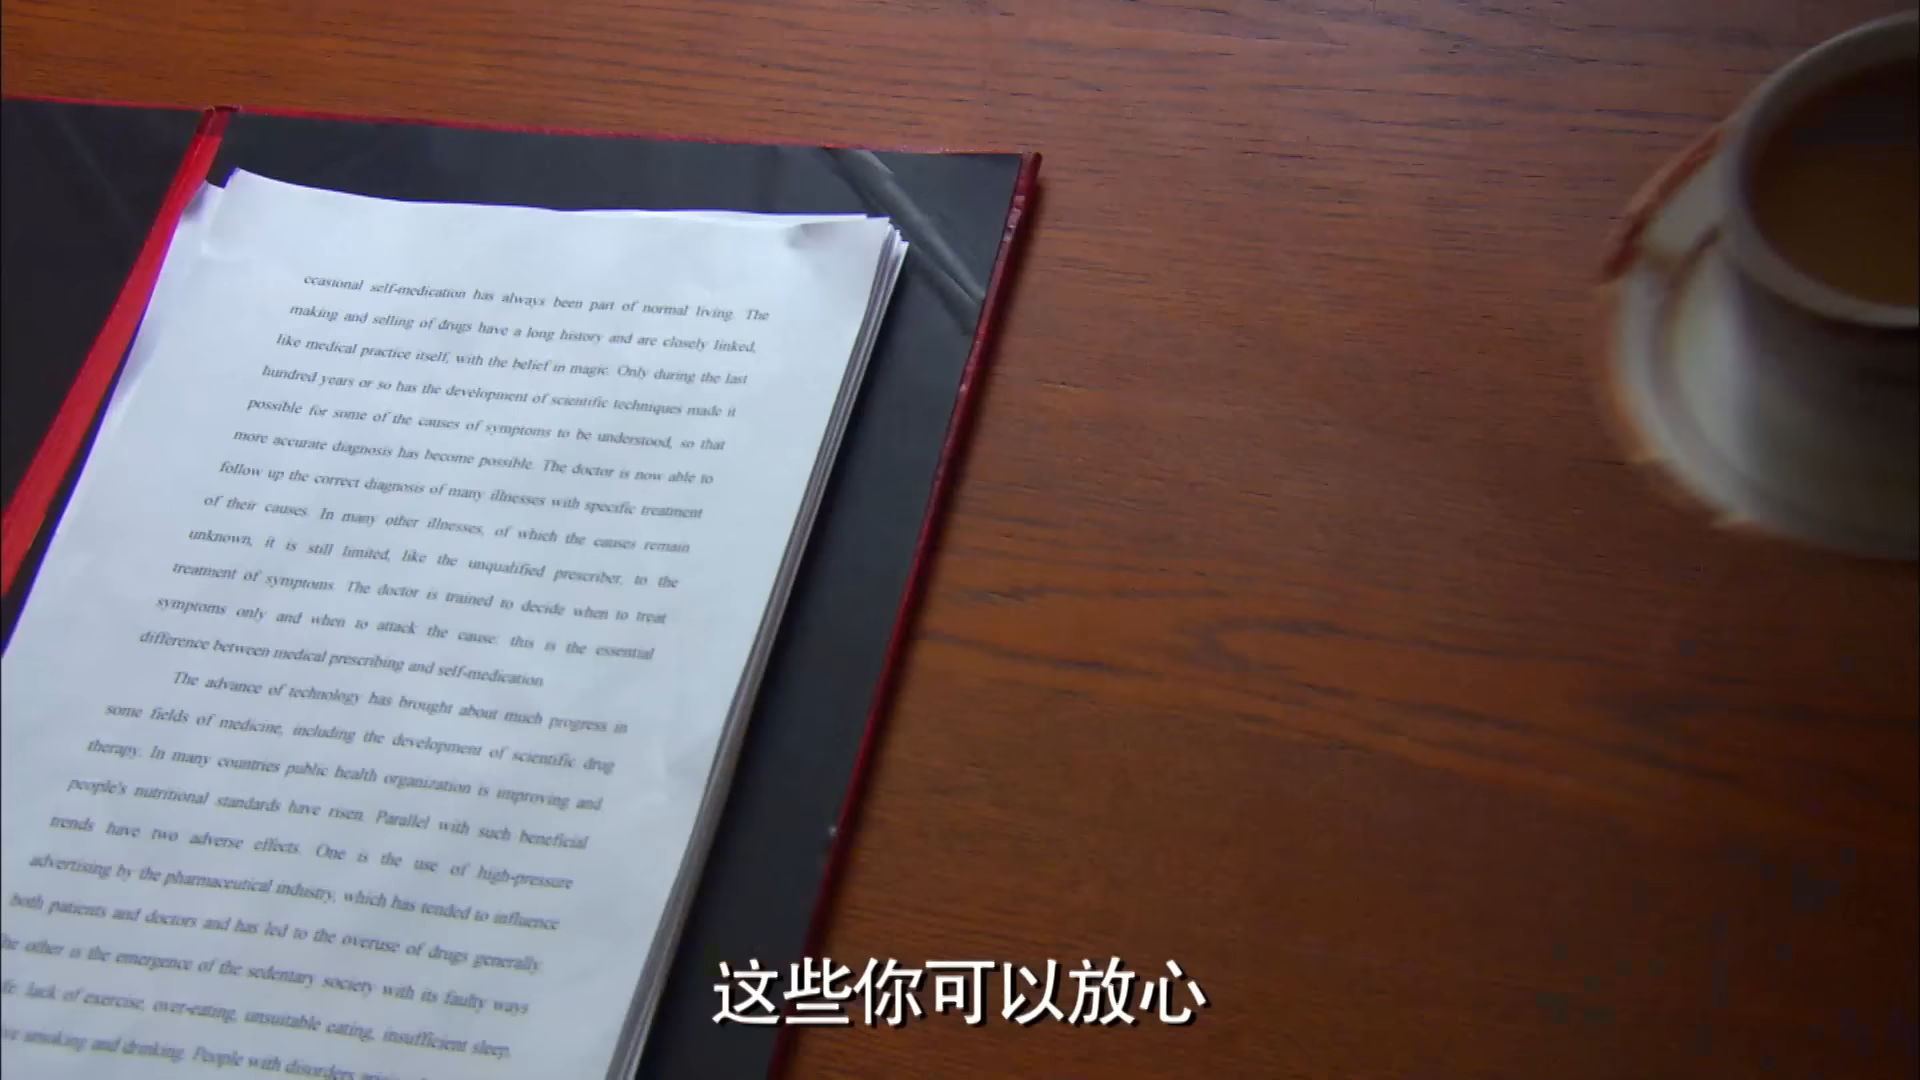 ccasional self-medication has always been part of normal living. The
making and selling of drugs have a long history and are closely linked,
like medical practice itself, with the belief in magic. Only during the last
hundred years or so has the development of scientific techniques made it
possible for some of the causes of symptoms to be understood, so that
more accurate diagnosis has become possible. The doctor is now able to
follow up the correct diagnosis of many illnesses with specific treatment
of their causes. In many other illnesses, of which the causes remain
unknown, it is still limited, like the unqualified prescriber, to the
treatment of symptoms. The doctor is trained to decide when to treat
symptoms only and when to attack the cause: this is the essential
difference between medical prescribing and self-medication.
The advance of technology has brought about much progress in
some fields of medicine, including the development of scientific drug
therapy. In many countries public health organization is improving and
people's nutritional standards have risen. Parallel with such beneficial
trends have two adverse effects. One is the use of high-pressure
advertising by the pharmaceutical industry, which has tended to influence
both patients and doctors and has led to the overuse of drugs generally.
he other is the emergence of the sedentary society with its faulty ways
fe: lack of exercise, over-eating, unsuitable eating, insufficient sleep,
ve smoking and drinking. People with disorders
这些你可以放心